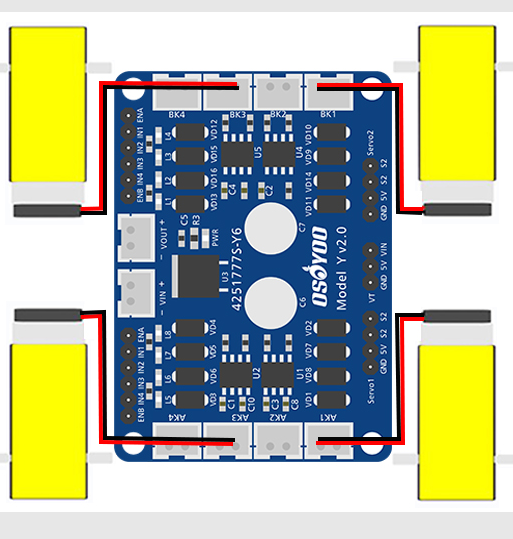 BK4 BK3 BK2 BK1
ENA
IN1
IN2
IN3
IN4
ENB
L4
L3
L2
L1
VD12
VD15
VD16
VD13
U5
U4
C4
C2
VD10
VD9
VD14
VD11
Servo2
S2
S2
5V
GND
VOUT
+
-
C5
R3
PWR
C7
VIN
+
-
U3
4251777S-Y6
C6
OSOYOO
Model Y v2.0
VIN
5V
GND
VT
ENA
IN1
IN2
IN3
IN4
ENB
L8
L7
L6
L5
VD4
VD5
VD6
VD3
U2
U1
C1
C10
C3
C8
VD2
VD7
VD8
VD1
S2
S2
5V
GND
Servo1
AK4 AK3 AK2 AK1